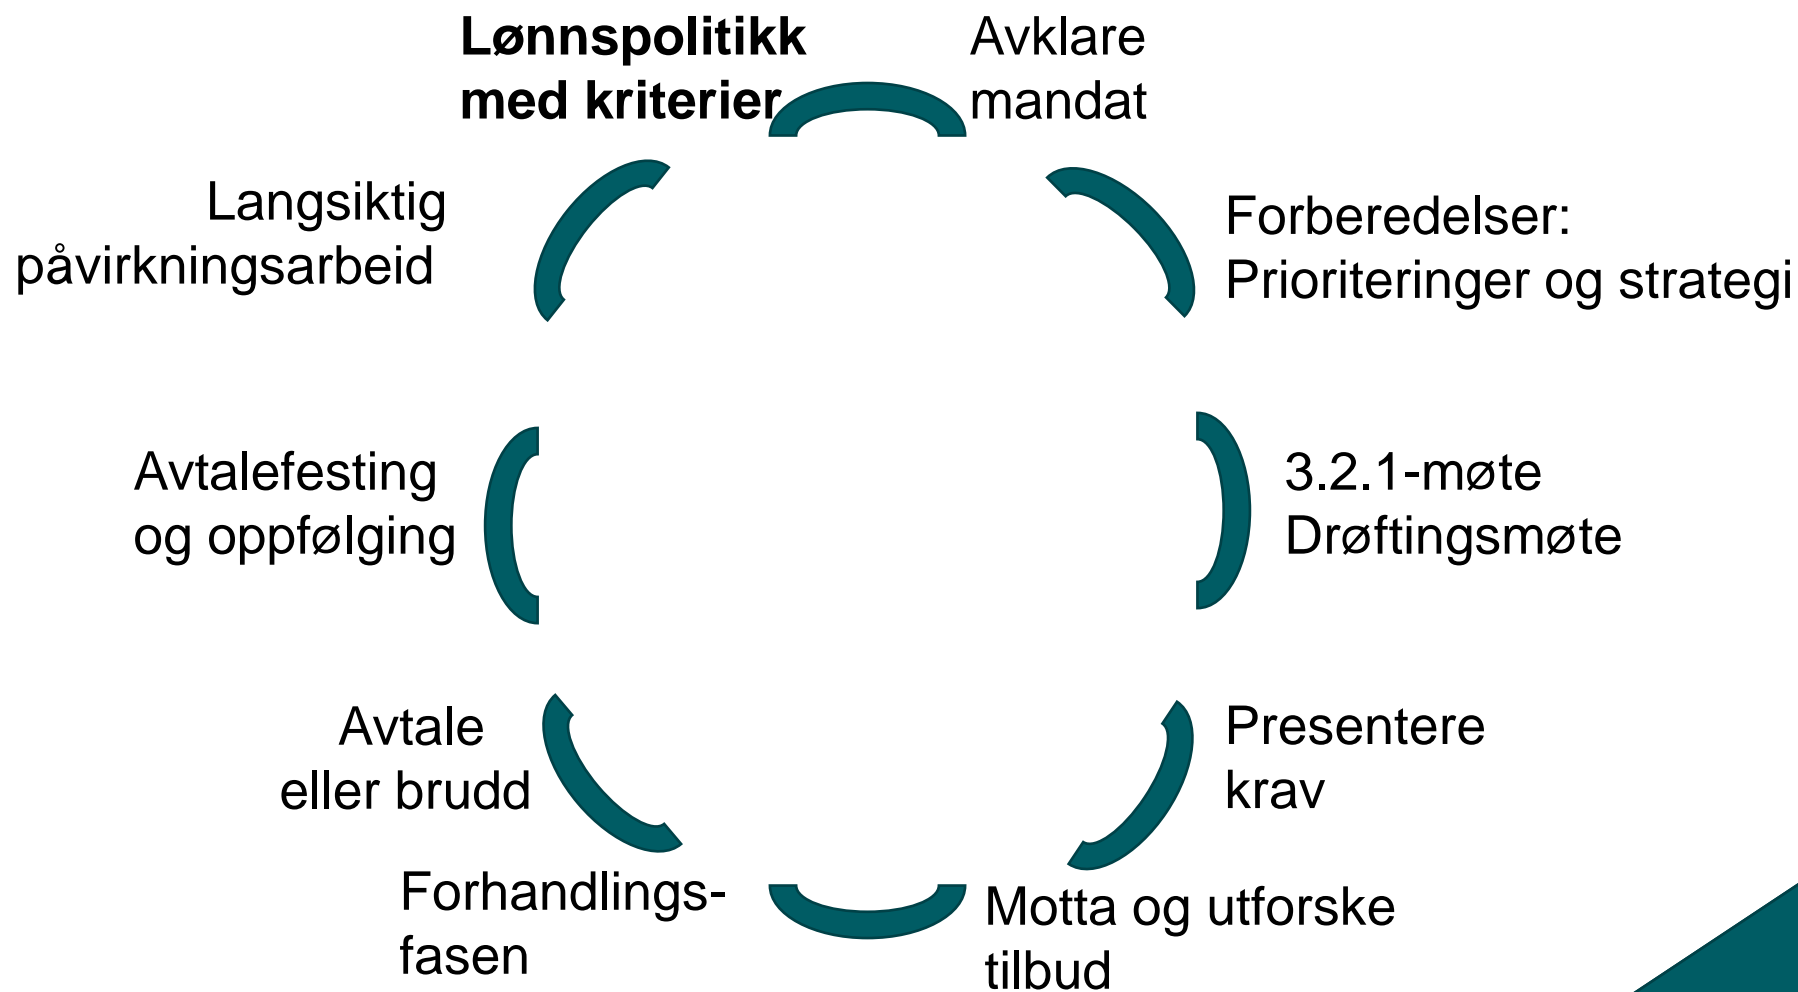 Lønnspolitikk
med kriterier
Avklare
mandat
Forberedelser:
Prioriteringer og strategi
3.2.1-møte
Drøftingsmøte
Presentere
krav
Motta og utforske
tilbud
Forhandlings-
fasen
Avtale
eller brudd
Avtalefesting
og oppfølging
Langsiktig
påvirkningsarbeid